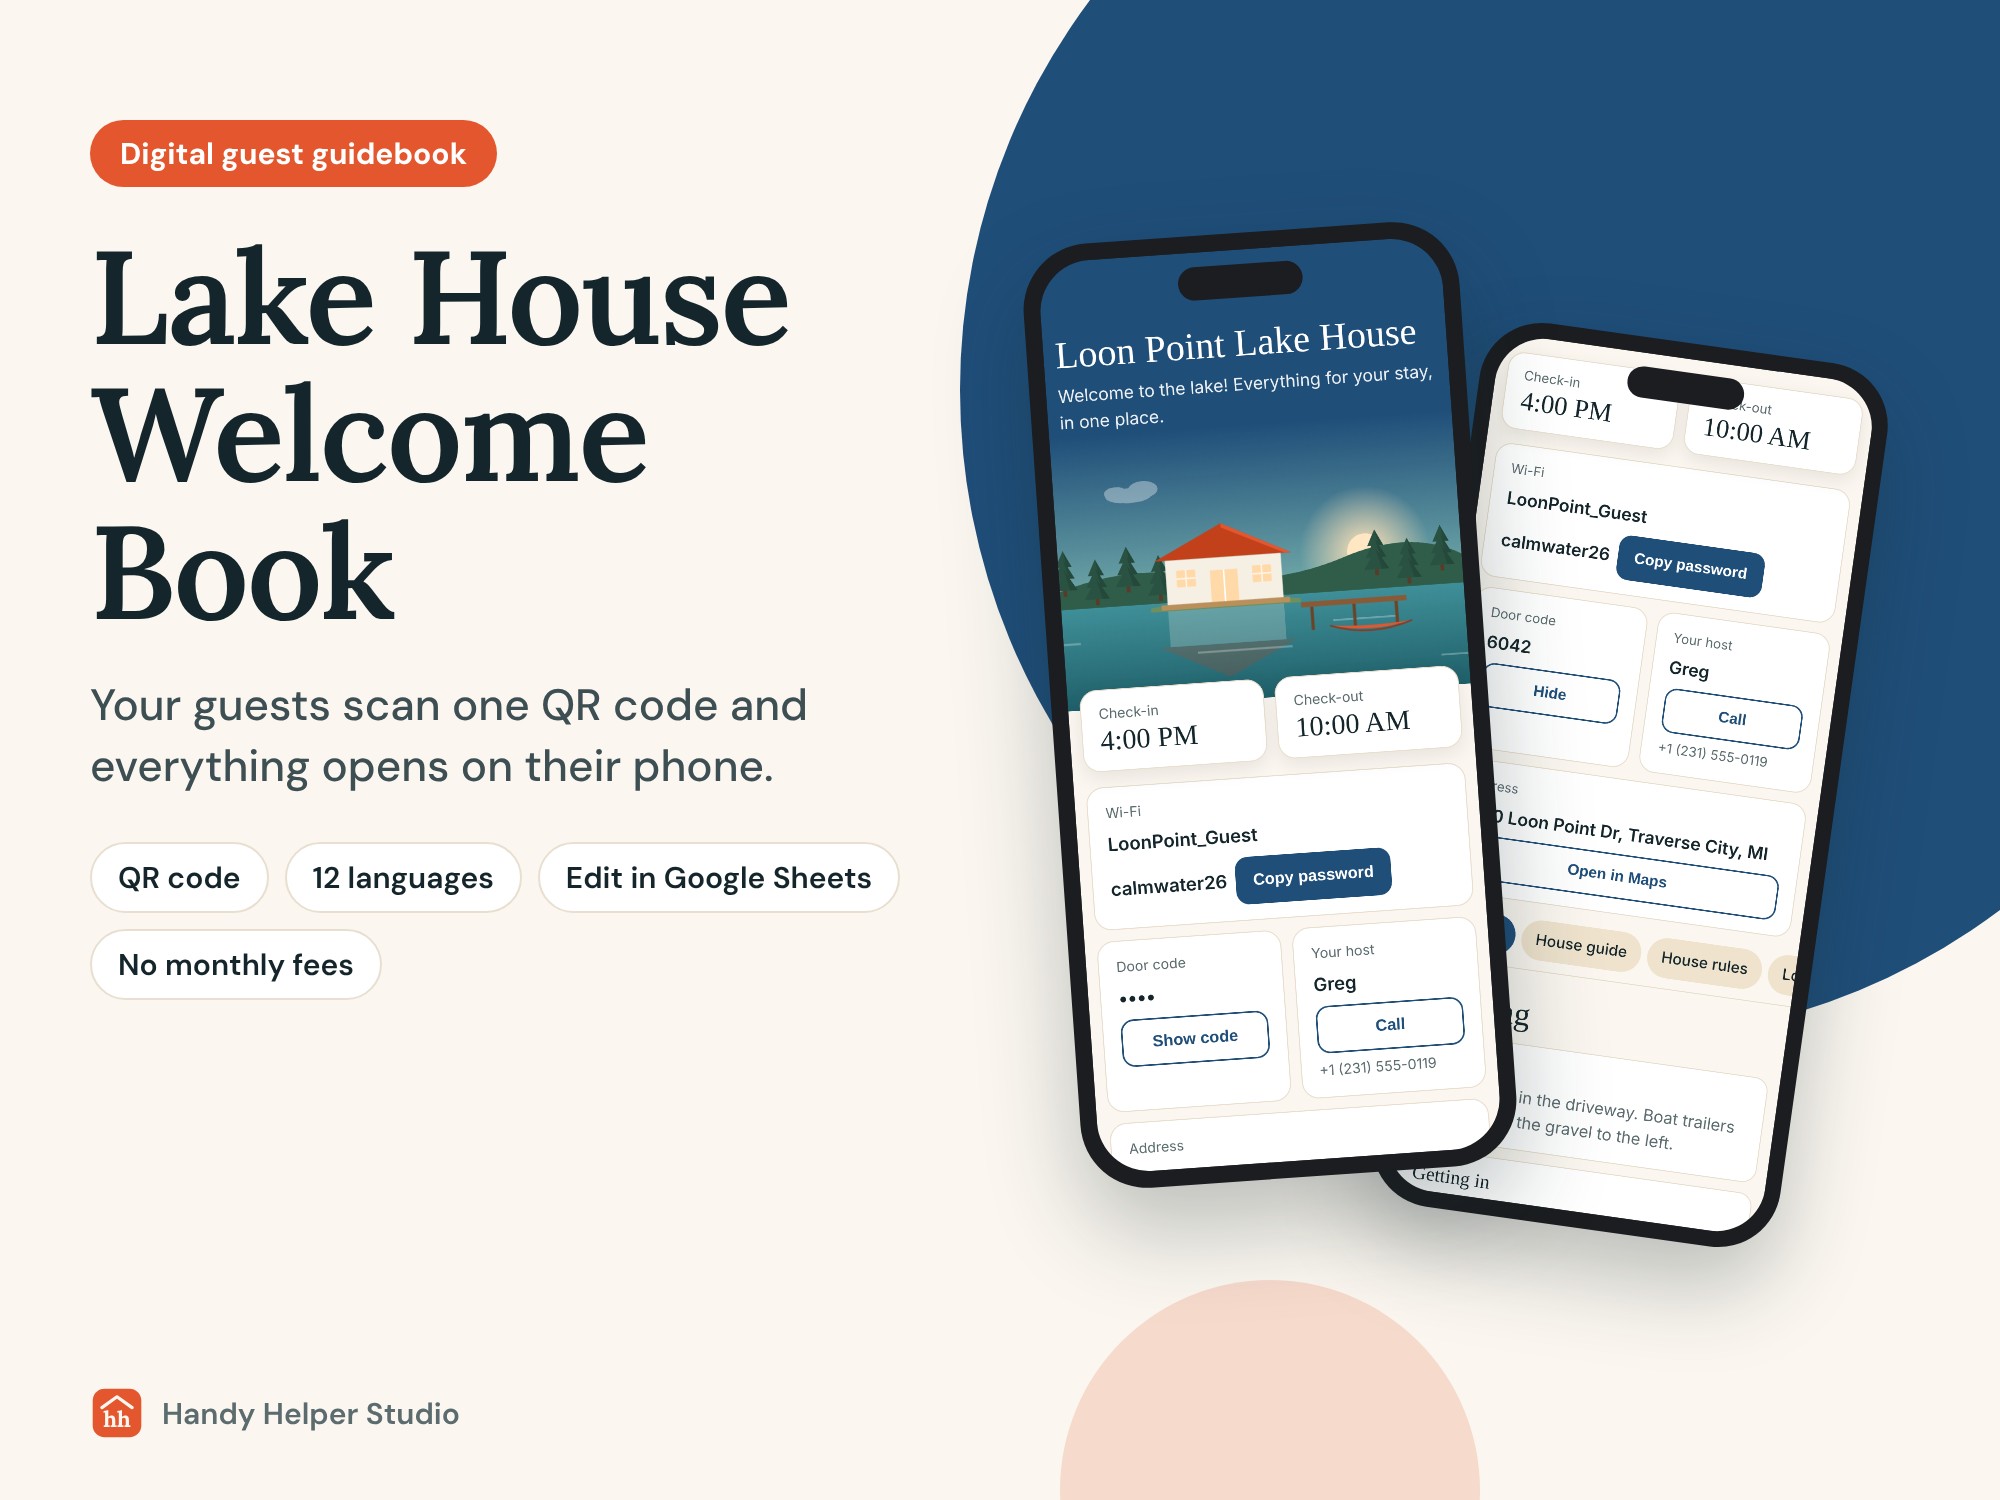 Digital guest guidebook
Lake House
Welcome
Book
Your guests scan one QR code and
everything opens on their phone.
QR code
12 languages
Edit in Google Sheets
No monthly fees
hh
Handy Helper Studio
Loon Point Lake House
Welcome to the lake! Everything for your stay,
in one place.
Check-in
4:00 PM
Check-out
10:00 AM
Wi-Fi
LoonPoint_Guest
calmwater26
Copy password
Door code
••••
Show code
Your host
Greg
Call
+1 (231) 555-0119
Address
Check-in
4:00 PM
k-out
10:00 AM
Wi-Fi
LoonPoint_Guest
calmwater26
Copy password
Door code
6042
Hide
Your host
Greg
Call
+1 (231) 555-0119
Loon Point Dr, Traverse City, MI
Open in Maps
House guide
House rules
in the driveway. Boat trailers
the gravel to the left.
Getting in